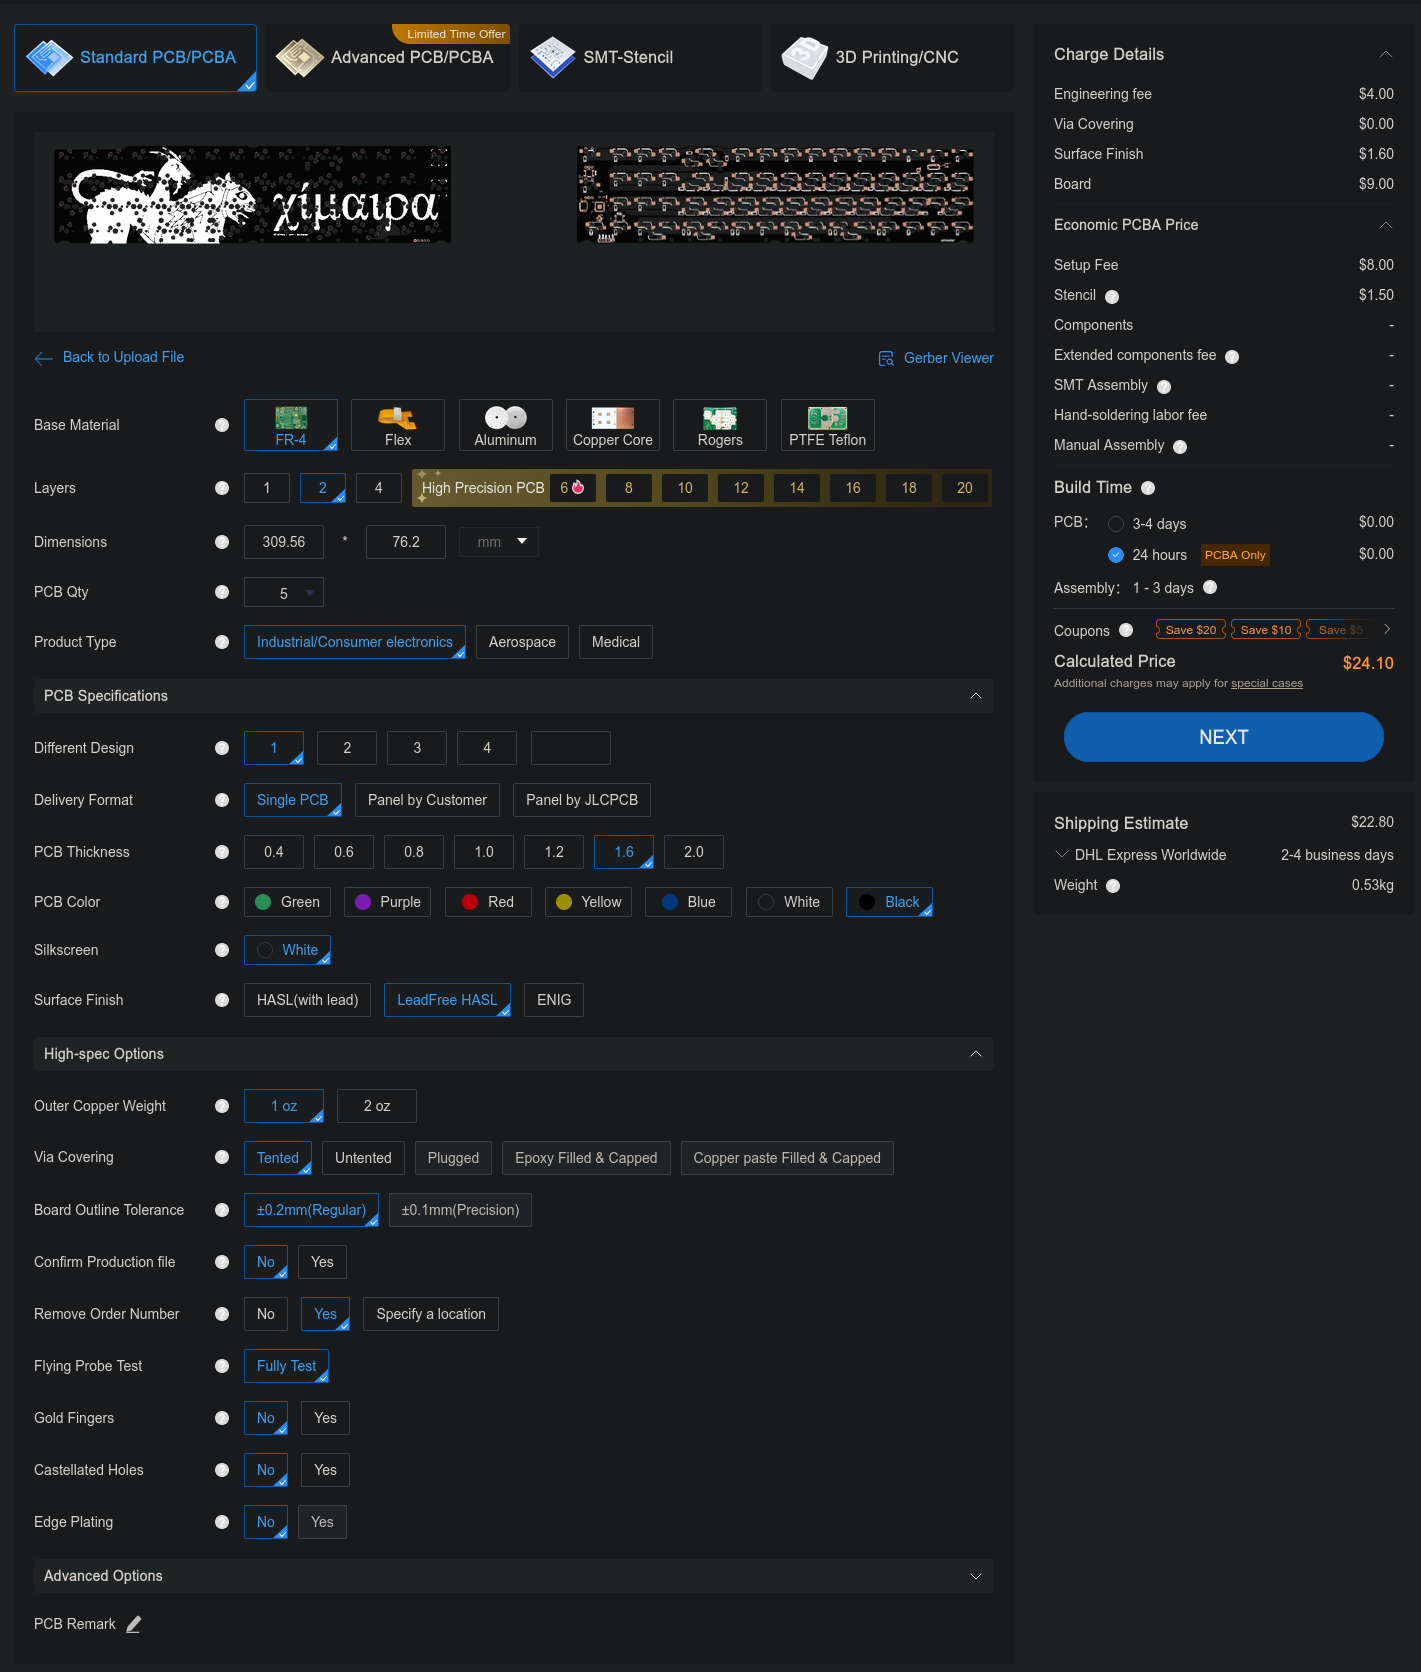 Standard PCB/PCBA
Limited Time Offer
Advanced PCB/PCBA
SMT-Stencil
3D Printing/CNC
χίμαιρα
Back to Upload File
Gerber Viewer
Base Material ? FR-4 Flex Aluminum Copper Core Rogers PTFE Teflon
Layers ? 1 2 4 High Precision PCB 6 8 10 12 14 16 18 20
Dimensions ? 309.56 * 76.2 mm
PCB Qty ? 5
Product Type ? Industrial/Consumer electronics Aerospace Medical
PCB Specifications
Different Design ? 1 2 3 4
Delivery Format ? Single PCB Panel by Customer Panel by JLCPCB
PCB Thickness ? 0.4 0.6 0.8 1.0 1.2 1.6 2.0
PCB Color ? Green Purple Red Yellow Blue White Black
Silkscreen ? White
Surface Finish ? HASL(with lead) LeadFree HASL ENIG
High-spec Options
Outer Copper Weight ? 1 oz 2 oz
Via Covering ? Tented Untented Plugged Epoxy Filled & Capped Copper paste Filled & Capped
Board Outline Tolerance ? ±0.2mm(Regular) ±0.1mm(Precision)
Confirm Production file ? No Yes
Remove Order Number ? No Yes Specify a location
Flying Probe Test ? Fully Test
Gold Fingers ? No Yes
Castellated Holes ? No Yes
Edge Plating ? No Yes
Advanced Options
PCB Remark
Charge Details
Engineering fee $4.00
Via Covering $0.00
Surface Finish $1.60
Board $9.00
Economic PCBA Price
Setup Fee $8.00
Stencil ? $1.50
Components -
Extended components fee ? -
SMT Assembly ? -
Hand-soldering labor fee -
Manual Assembly ? -
Build Time ?
PCB: 3-4 days $0.00
24 hours PCBA Only $0.00
Assembly: 1 - 3 days ?
Coupons ? Save $20 Save $10 Save $5
Calculated Price $24.10
Additional charges may apply for special cases
NEXT
Shipping Estimate $22.80
DHL Express Worldwide 2-4 business days
Weight ? 0.53kg